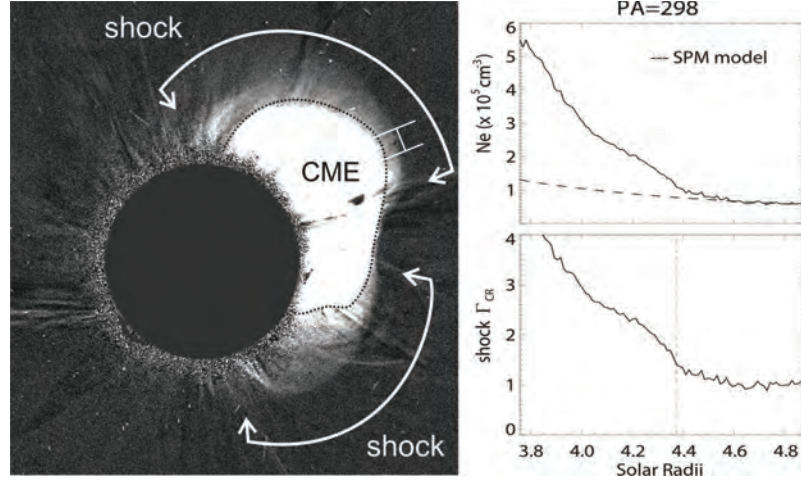 shock
CME
shock
PA=298
SPM model
Ne (x 10⁵ cm⁻³)
6
5
4
3
2
1
shock Γ_CR
4
3
2
1
0
3.8 4.0 4.2 4.4 4.6 4.8
Solar Radii